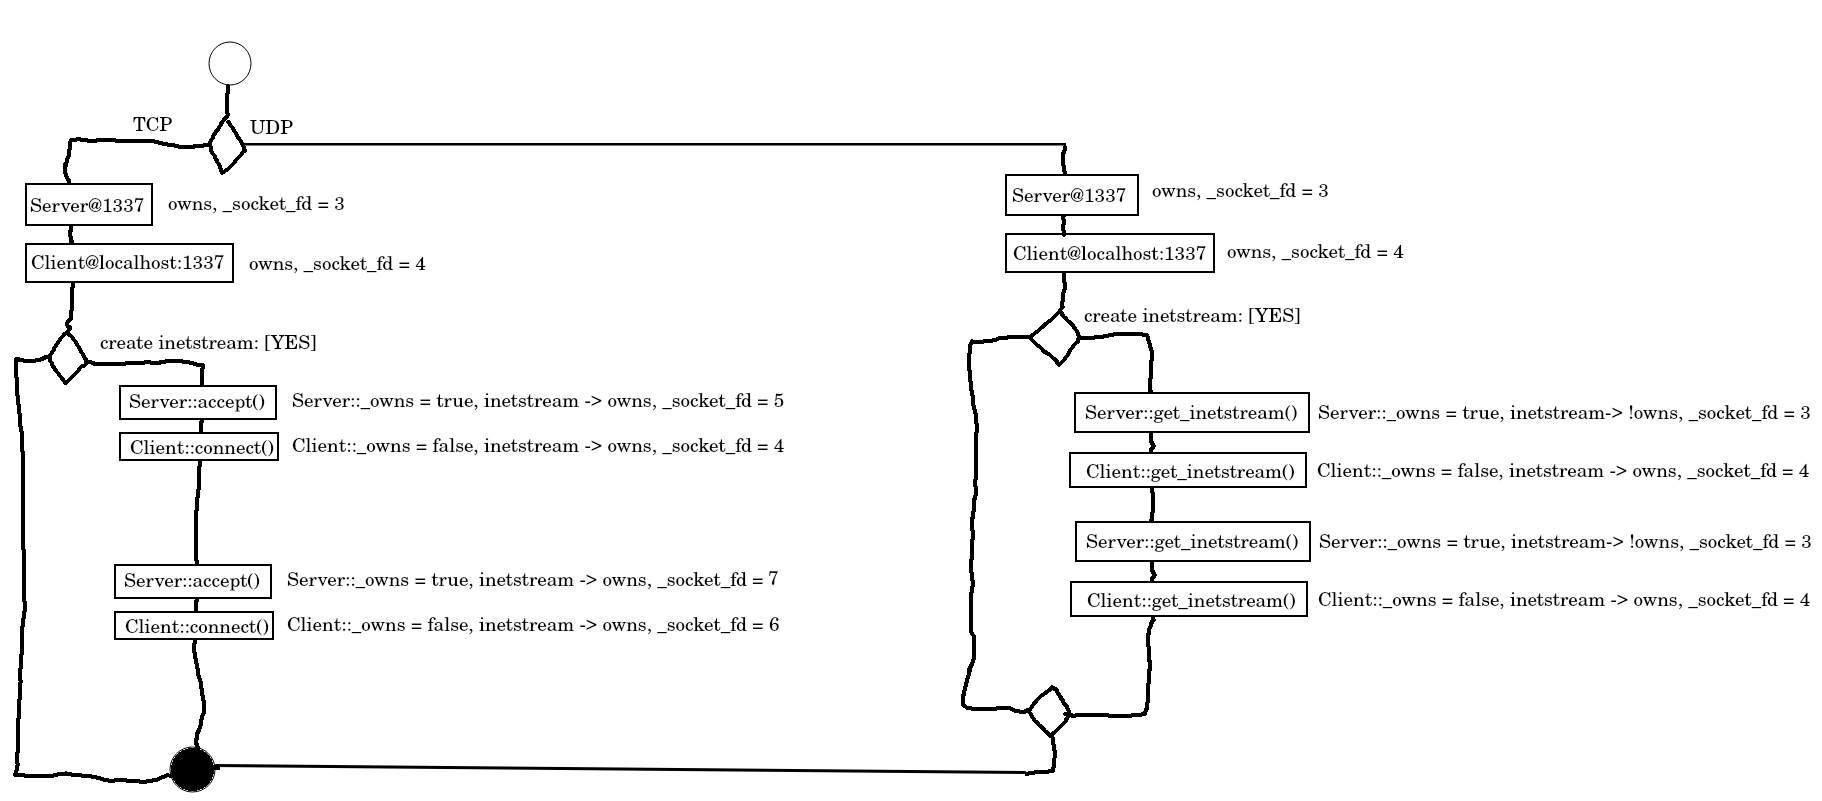 TCP
UDP
Server@1337
owns, _socket_fd = 3
Client@localhost:1337
owns, _socket_fd = 4
create inetstream: [YES]
Server::accept()
Server::_owns = true, inetstream -> owns, _socket_fd = 5
Client::connect()
Client::_owns = false, inetstream -> owns, _socket_fd = 4
Server::accept()
Server::_owns = true, inetstream -> owns, _socket_fd = 7
Client::connect()
Client::_owns = false, inetstream -> owns, _socket_fd = 6
Server@1337
owns, _socket_fd = 3
Client@localhost:1337
owns, _socket_fd = 4
create inetstream: [YES]
Server::get_inetstream()
Server::_owns = true, inetstream-> !owns, _socket_fd = 3
Client::get_inetstream()
Client::_owns = false, inetstream -> owns, _socket_fd = 4
Server::get_inetstream()
Server::_owns = true, inetstream-> !owns, _socket_fd = 3
Client::get_inetstream()
Client::_owns = false, inetstream -> owns, _socket_fd = 4